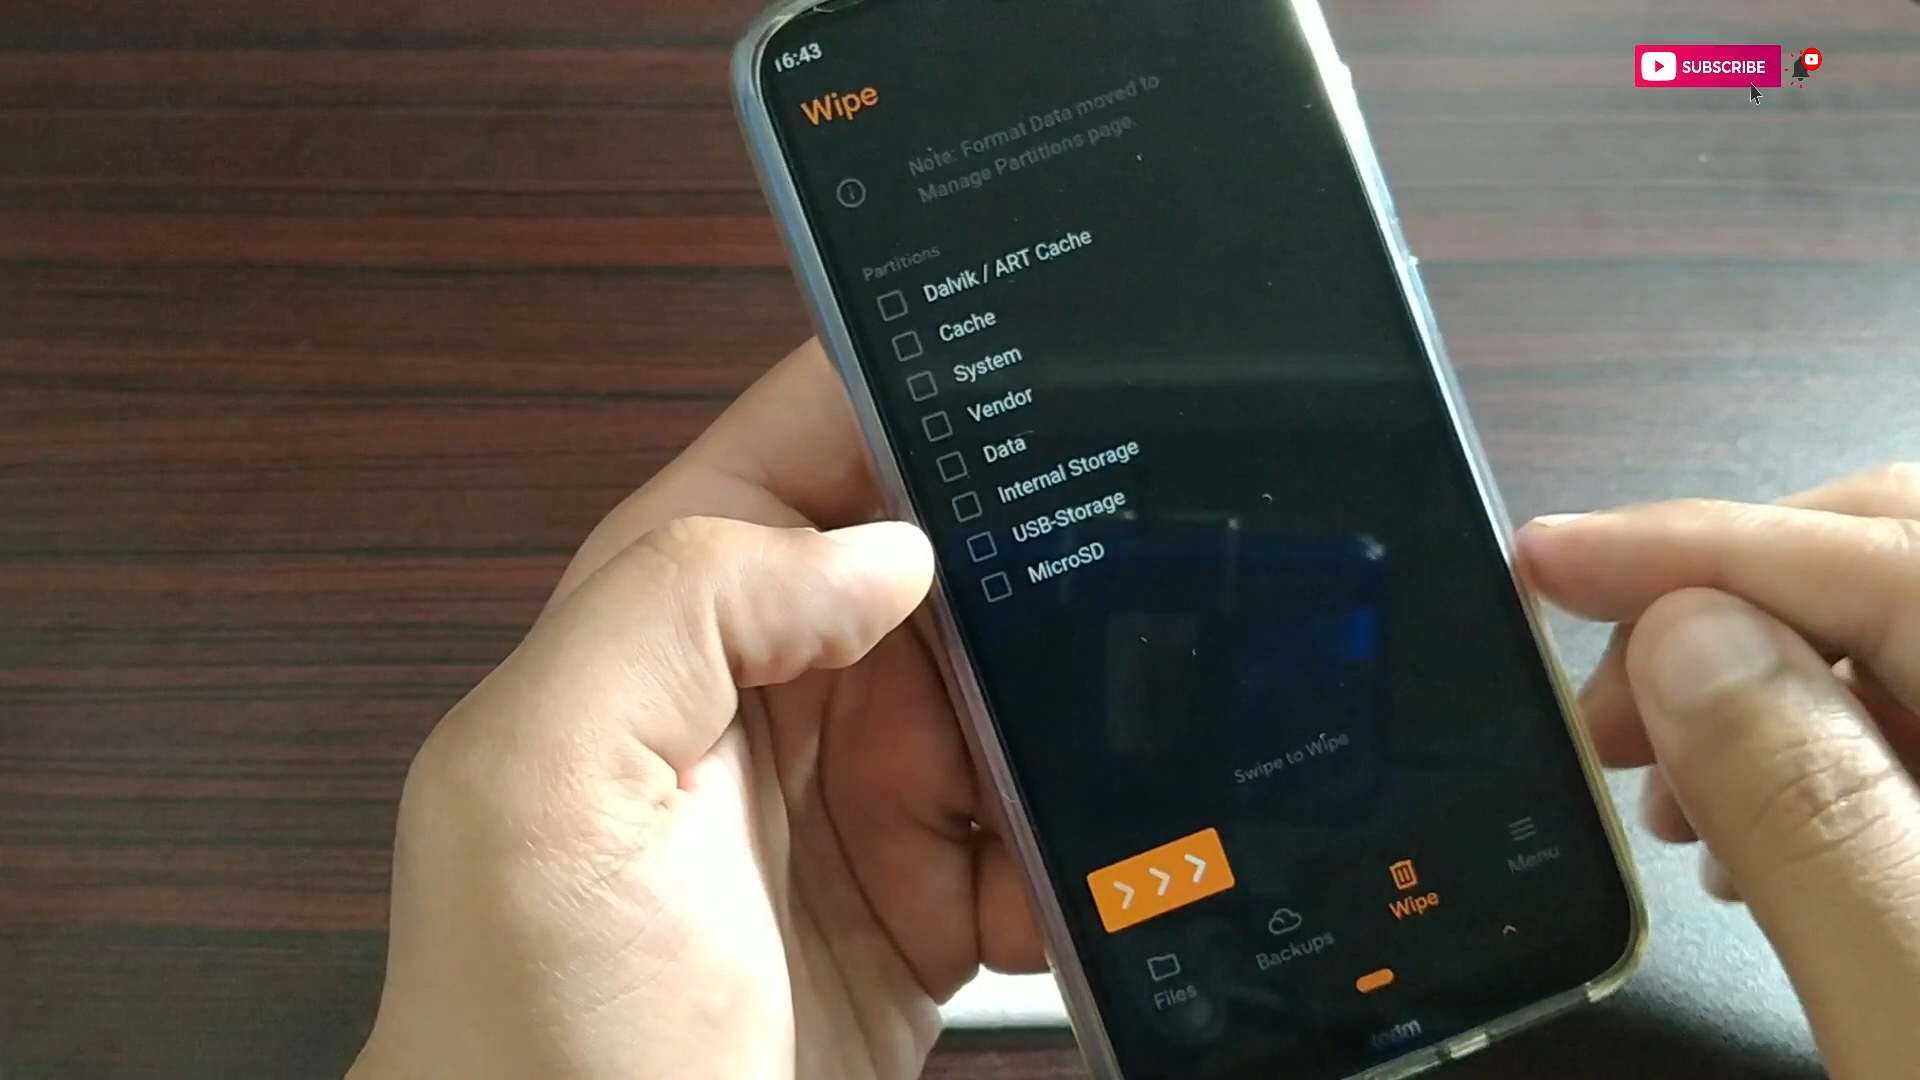 16:43
SUBSCRIBE
Wipe
Note: Format Data moved to
Manage Partitions page.
Partitions
Dalvik / ART Cache
Cache
System
Vendor
Data
Internal Storage
USB-Storage
MicroSD
Swipe to Wipe
Files
Backups
Wipe
Menu